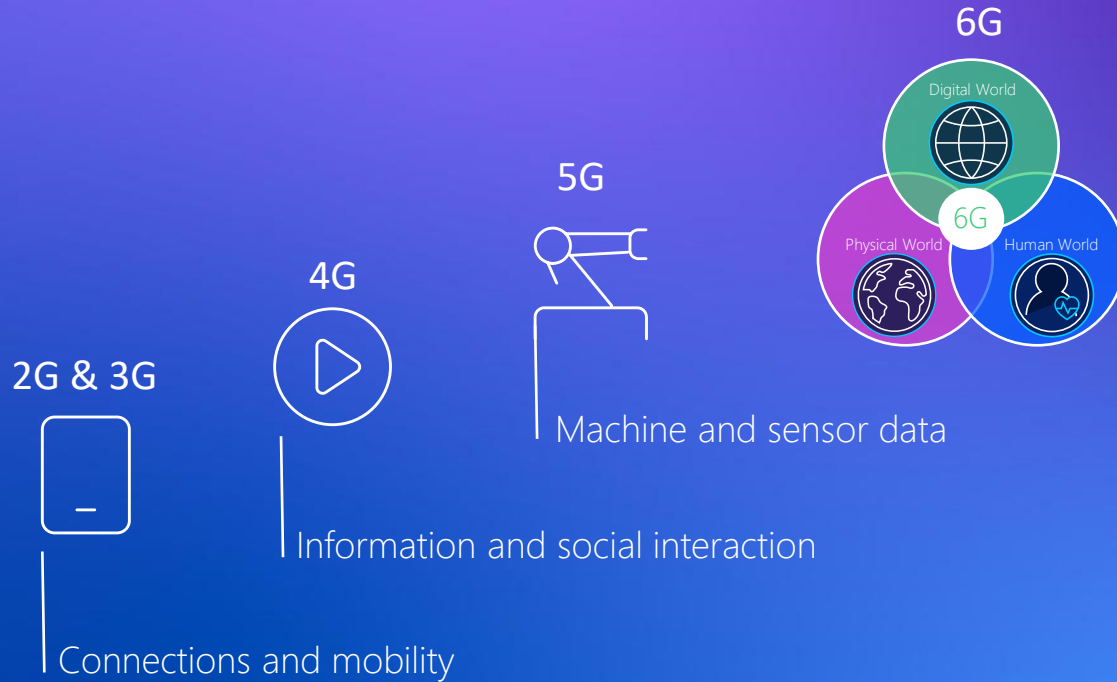 6G
Digital World
5G
6G
Physical World
Human World
4G
2G & 3G
Machine and sensor data
Information and social interaction
Connections and mobility